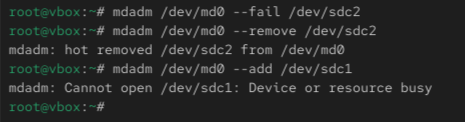 root@vbox:~# mdadm /dev/md0 --fail /dev/sdc2
root@vbox:~# mdadm /dev/md0 --remove /dev/sdc2
mdadm: hot removed /dev/sdc2 from /dev/md0
root@vbox:~# mdadm /dev/md0 --add /dev/sdc1
mdadm: Cannot open /dev/sdc1: Device or resource busy
root@vbox:~#